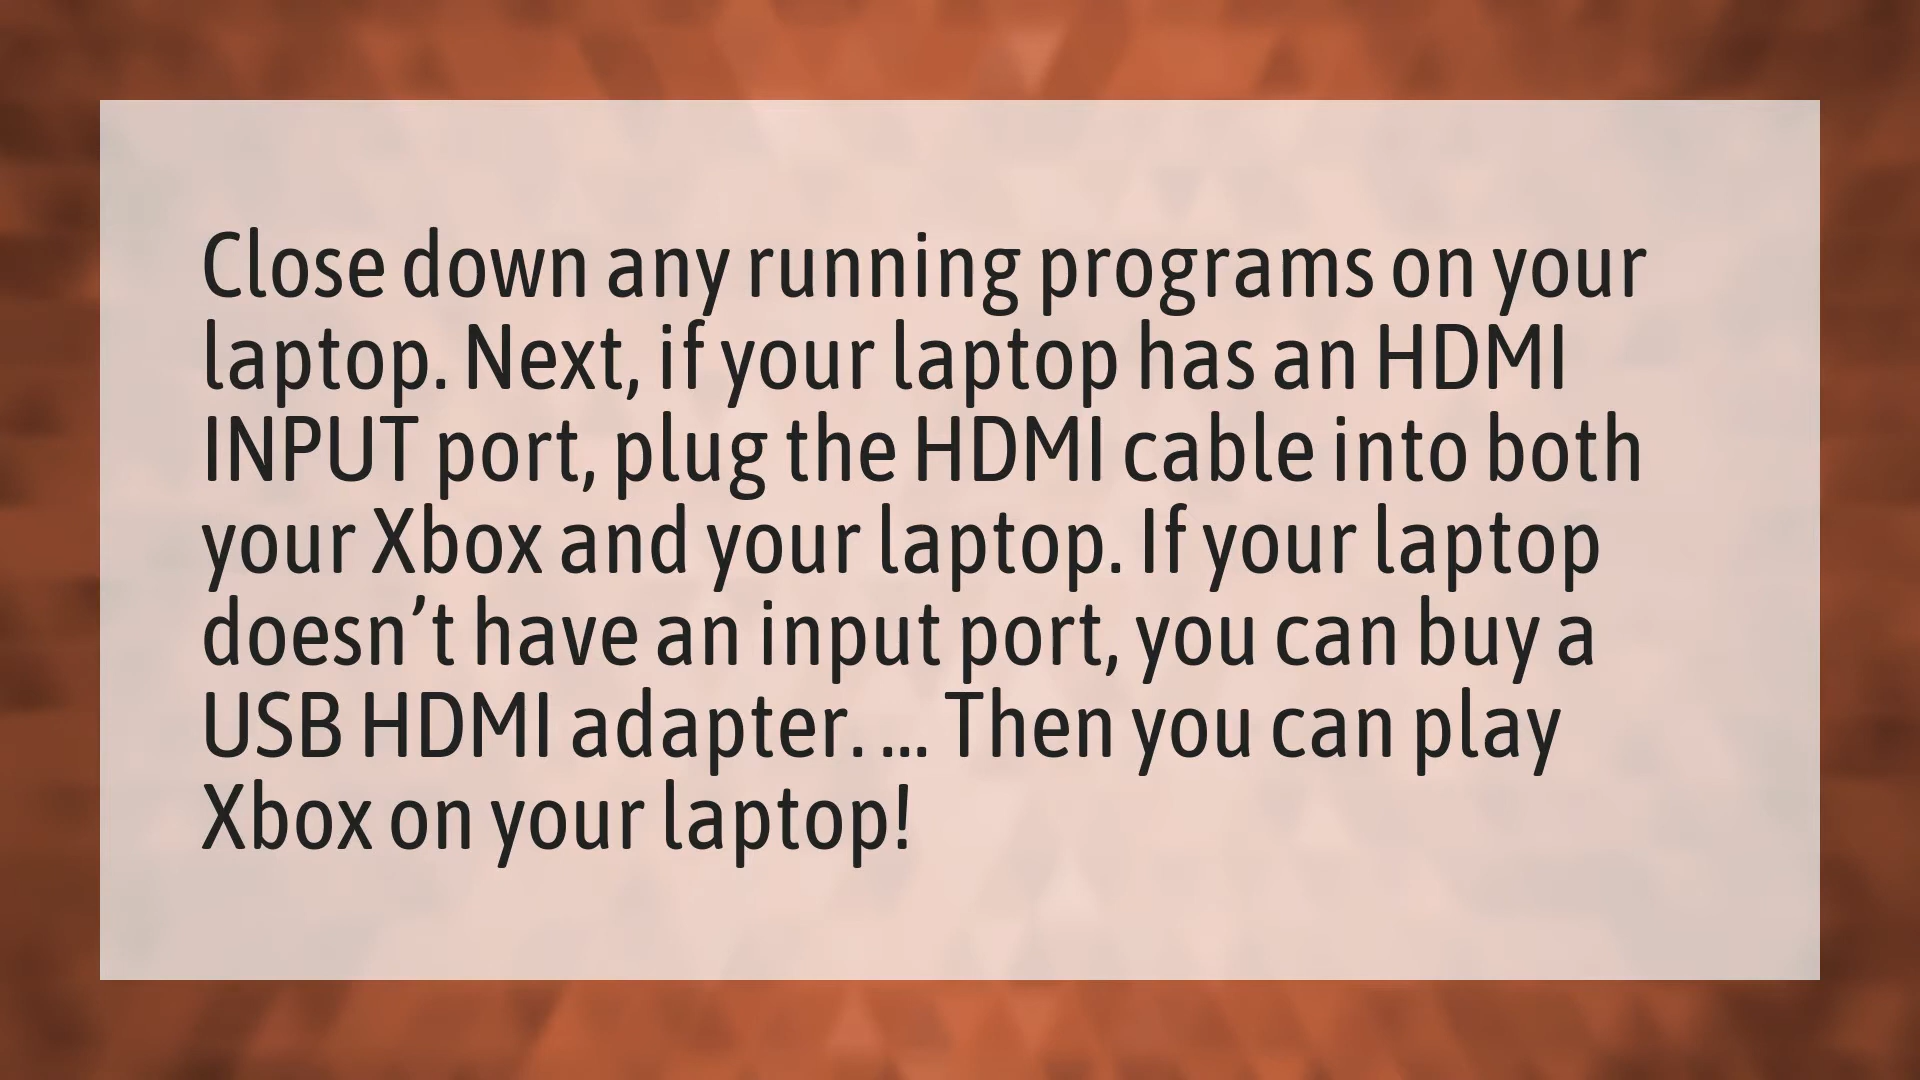 Close down any running programs on your
laptop. Next, if your laptop has an HDMI
INPUT port, plug the HDMI cable into both
your Xbox and your laptop. If your laptop
doesn’t have an input port, you can buy a
USB HDMI adapter. ... Then you can play
Xbox on your laptop!